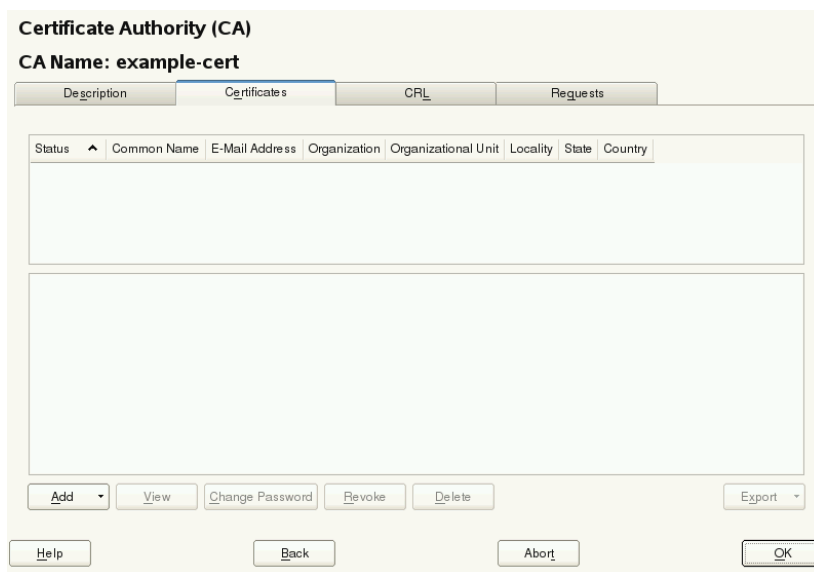 Certificate Authority (CA)
CA Name: example-cert
Description Certificates CRL Requests
Status Common Name E-Mail Address Organization Organizational Unit Locality State Country
Add View Change Password Revoke Delete Export
Help Back Abort OK